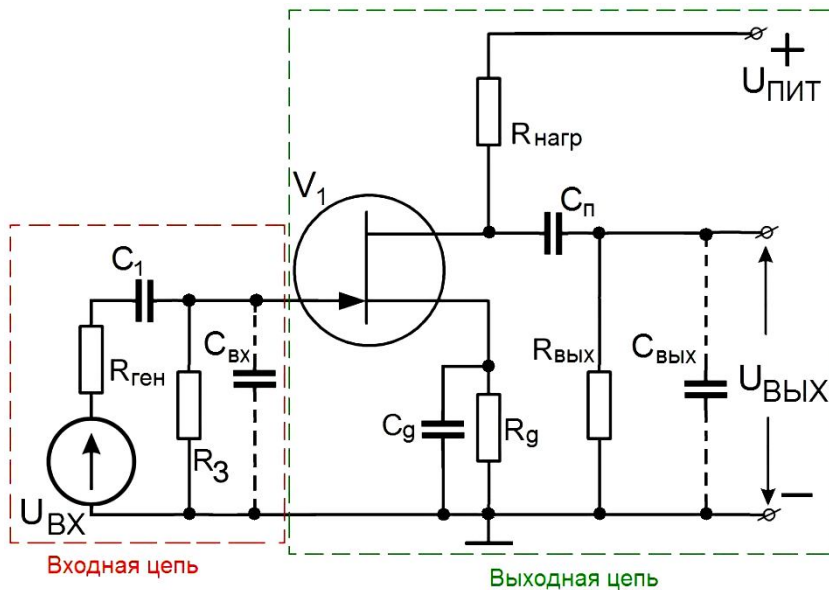 +
UПИТ
Rнагр
V1
Cп
C1
Cвх
Rген
Rвых
Cвых
UВЫХ
Cg
Rg
RЗ
UВХ
−
Входная цепь
Выходная цепь